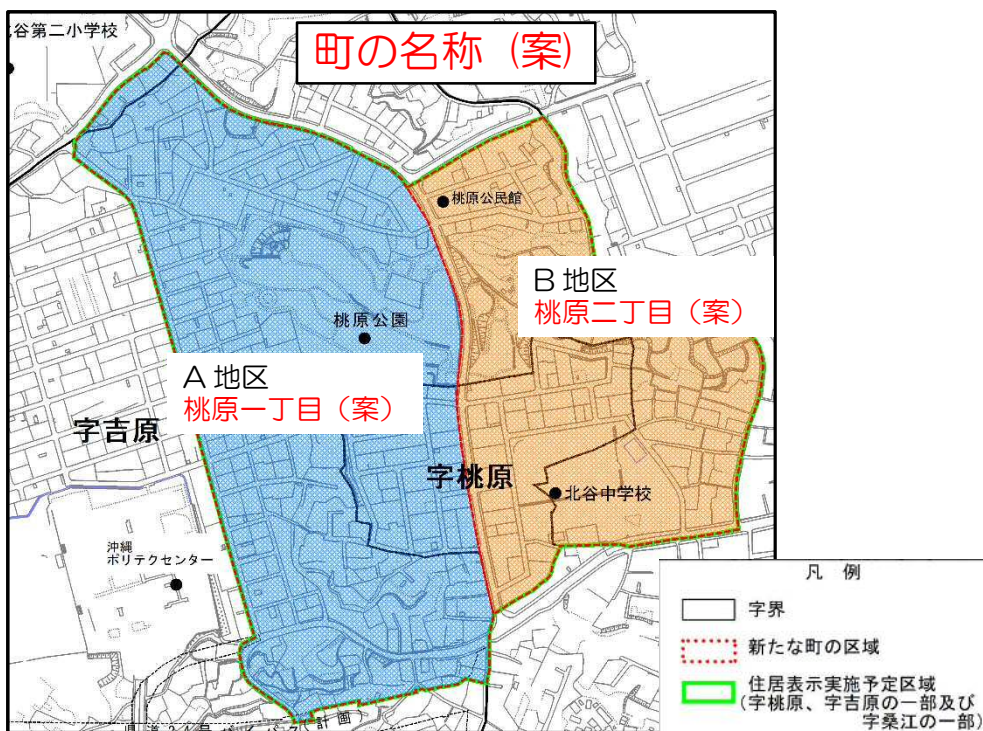 谷第二小学校
町の名称（案）
桃原公民館
B地区
桃原二丁目（案）
桃原公園
A地区
桃原一丁目（案）
字吉原
字桃原
北谷中学校
沖縄
ポリテクセンター
凡　例
字界
新たな町の区域
住居表示実施予定区域
（字桃原、字吉原の一部及び
字桑江の一部）
計画